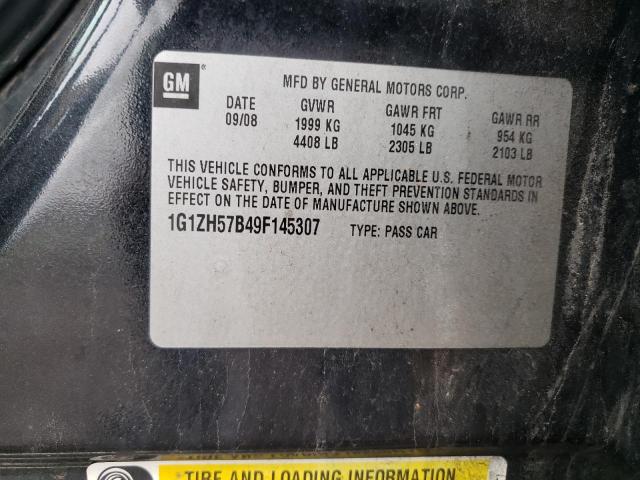 GM ®
MFD BY GENERAL MOTORS CORP.
DATE GVWR GAWR FRT GAWR RR
09/08 1999 KG 1045 KG 954 KG
4408 LB 2305 LB 2103 LB
THIS VEHICLE CONFORMS TO ALL APPLICABLE U.S. FEDERAL MOTOR
VEHICLE SAFETY, BUMPER, AND THEFT PREVENTION STANDARDS IN
EFFECT ON THE DATE OF MANUFACTURE SHOWN ABOVE.
1G1ZH57B49F145307 TYPE: PASS CAR
TIRE AND LOADING INFORMATION